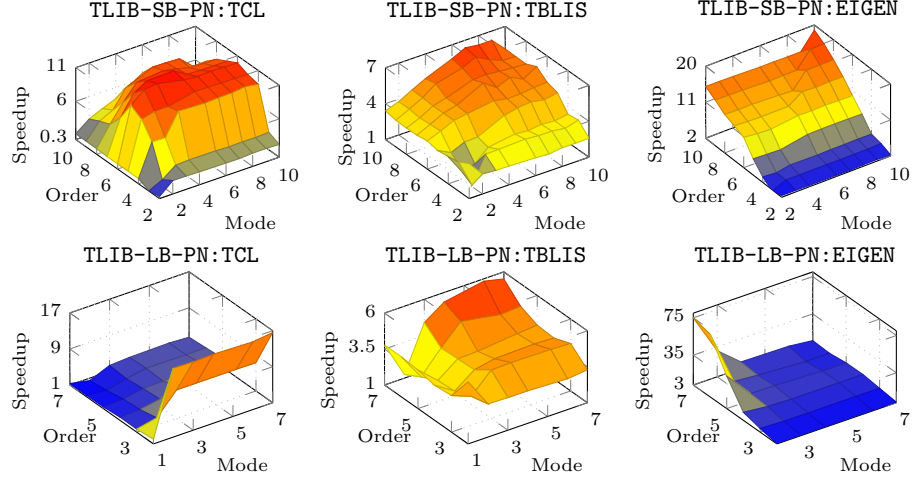 TLIB-SB-PN:TCL
Speedup
11
6
0.3
10
8
6
4
2
Order
2
4
6
8
10
Mode
TLIB-SB-PN:TBLIS
Speedup
7
4
1
10
8
6
4
2
Order
2
4
6
8
10
Mode
TLIB-SB-PN:EIGEN
Speedup
20
11
2
10
8
6
4
2
Order
2
4
6
8
10
Mode
TLIB-LB-PN:TCL
Speedup
17
9
1
7
5
3
Order
1
3
5
7
Mode
TLIB-LB-PN:TBLIS
Speedup
6
3.5
1
5
3
Order
1
3
5
7
Mode
TLIB-LB-PN:EIGEN
Speedup
75
35
3
7
5
3
Order
1
3
5
7
Mode